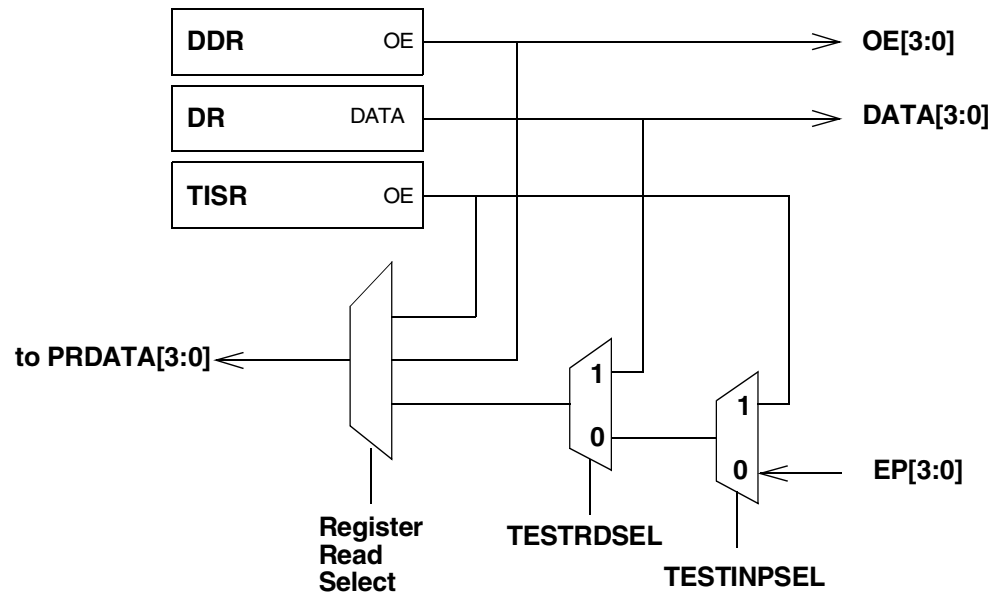 DDR OE
OE[3:0]
DR DATA
DATA[3:0]
TISR OE
to PRDATA[3:0]
1
0
1
0
EP[3:0]
Register
Read
Select
TESTRDSEL
TESTINPSEL